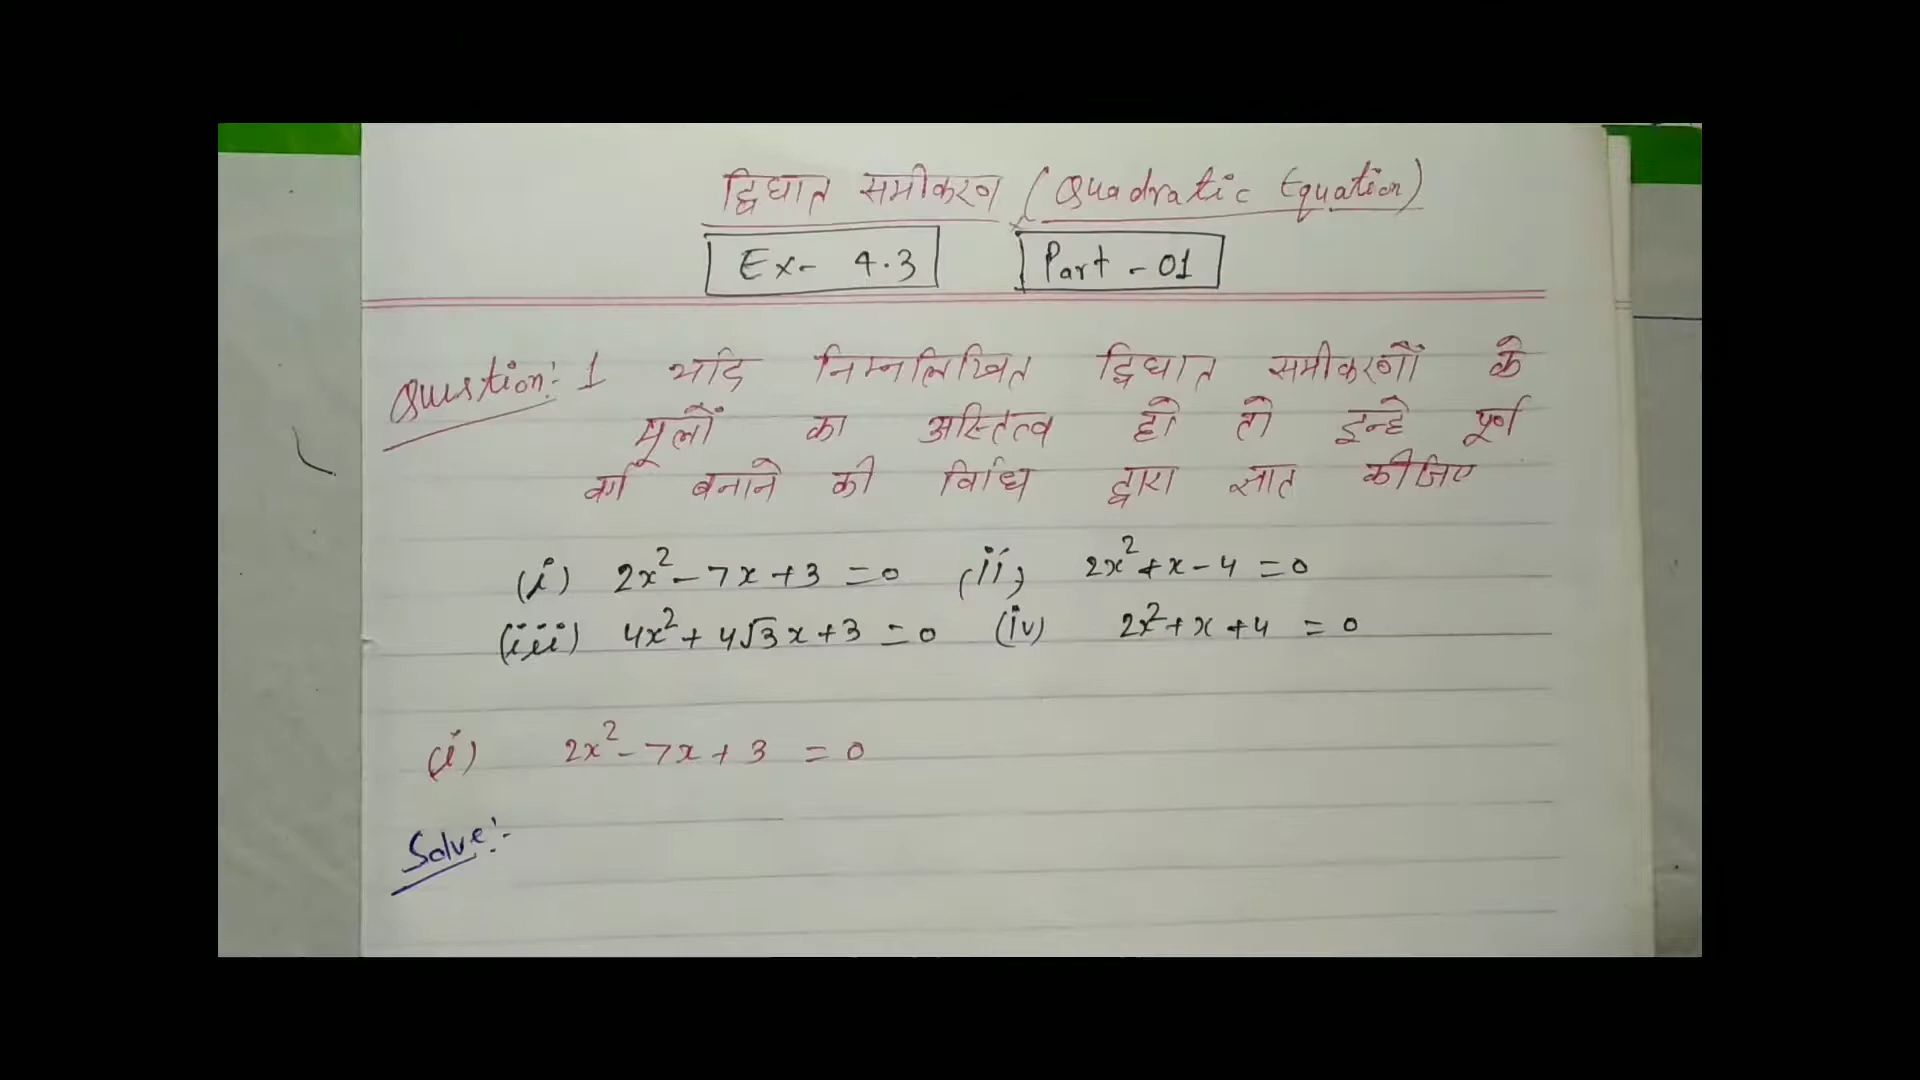 द्विघात समीकरण (Quadratic Equation)
Ex- 4.3 Part - 01
Question:- 1 यदि निम्नलिखित द्विघात समीकरणों के
मूलों का अस्तित्व हो तो इन्हे पूर्ण
वर्ग बनाने की विधि द्वारा ज्ञात कीजिए
(i) 2x² - 7x + 3 = 0 (ii) 2x² + x - 4 = 0
(iii) 4x² + 4√3x + 3 = 0 (iv) 2x² + x + 4 = 0
(i) 2x² - 7x + 3 = 0
Solve:-